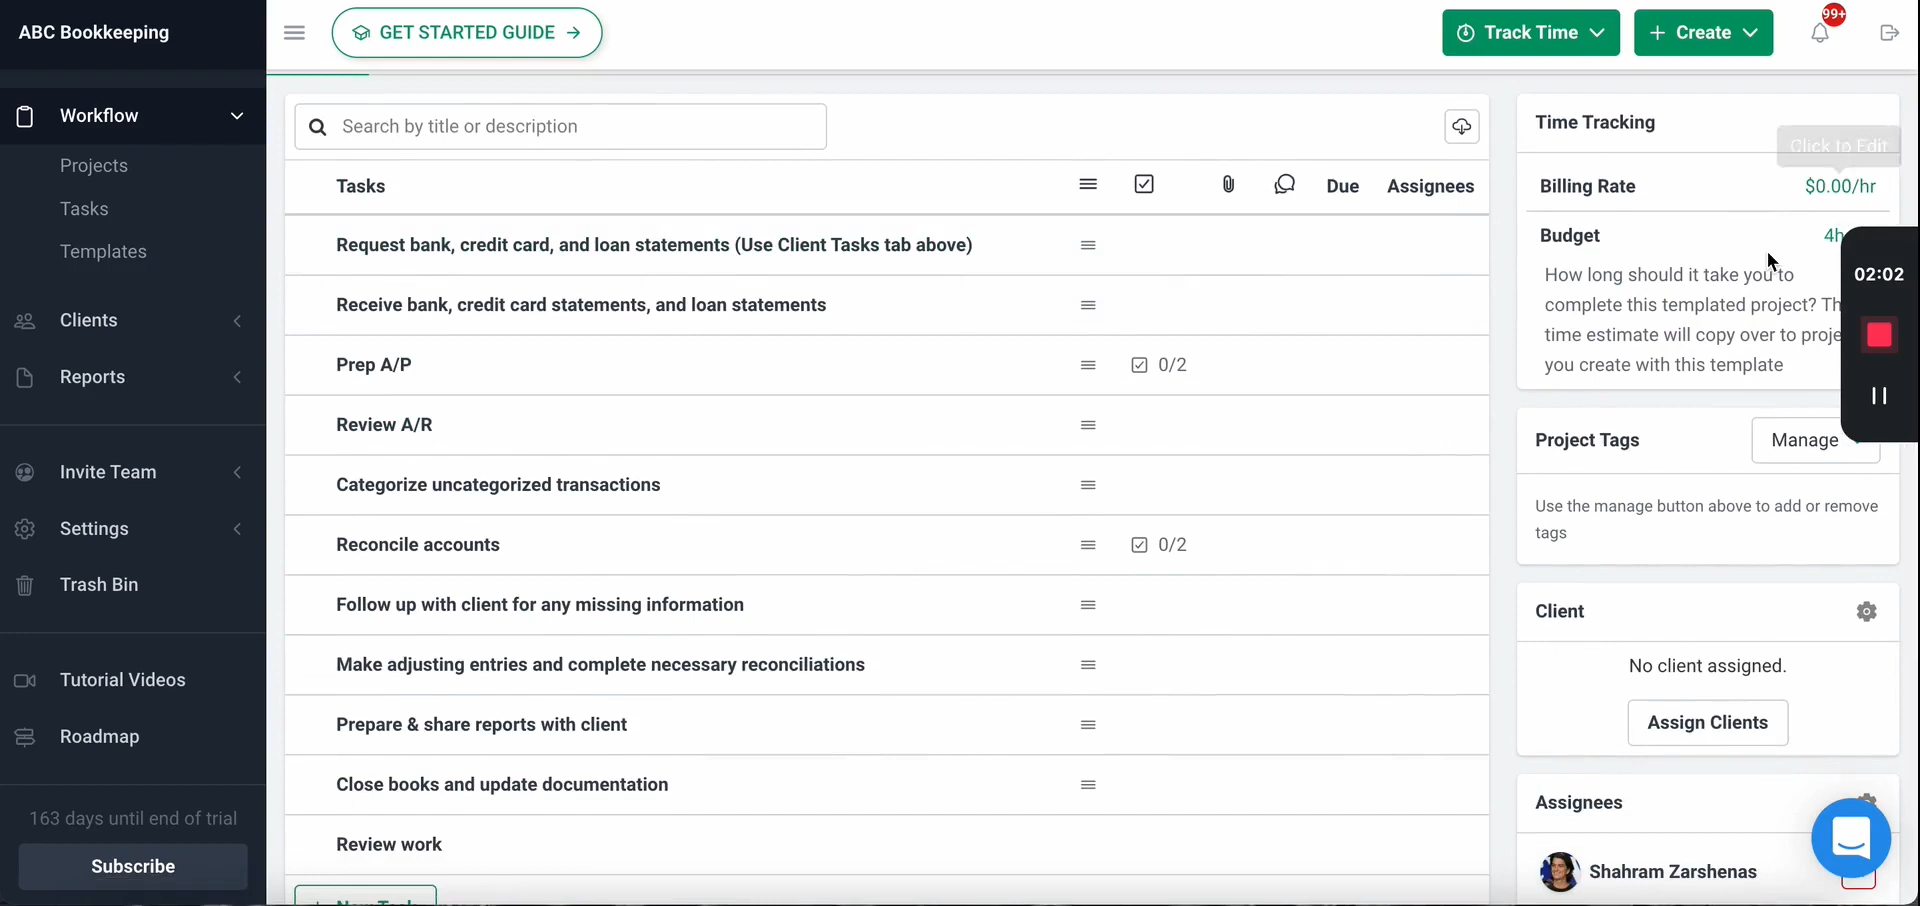 ABC Bookkeeping
GET STARTED GUIDE
Track Time
Create
99+
Workflow
Projects
Tasks
Templates
Clients
Reports
Invite Team
Settings
Trash Bin
Tutorial Videos
Roadmap
163 days until end of trial
Subscribe
Search by title or description
Tasks
Due
Assignees
Request bank, credit card, and loan statements (Use Client Tasks tab above)
Receive bank, credit card statements, and loan statements
Prep A/P
0/2
Review A/R
Categorize uncategorized transactions
Reconcile accounts
0/2
Follow up with client for any missing information
Make adjusting entries and complete necessary reconciliations
Prepare & share reports with client
Close books and update documentation
Review work
Time Tracking
Click to Edit
Billing Rate
$0.00/hr
Budget
4h
How long should it take you to
complete this templated project?
time estimate will copy over to
you create with this template
02:02
Project Tags
Manage
Use the manage button above to add or remove
tags
Client
No client assigned.
Assign Clients
Assignees
Shahram Zarshenas